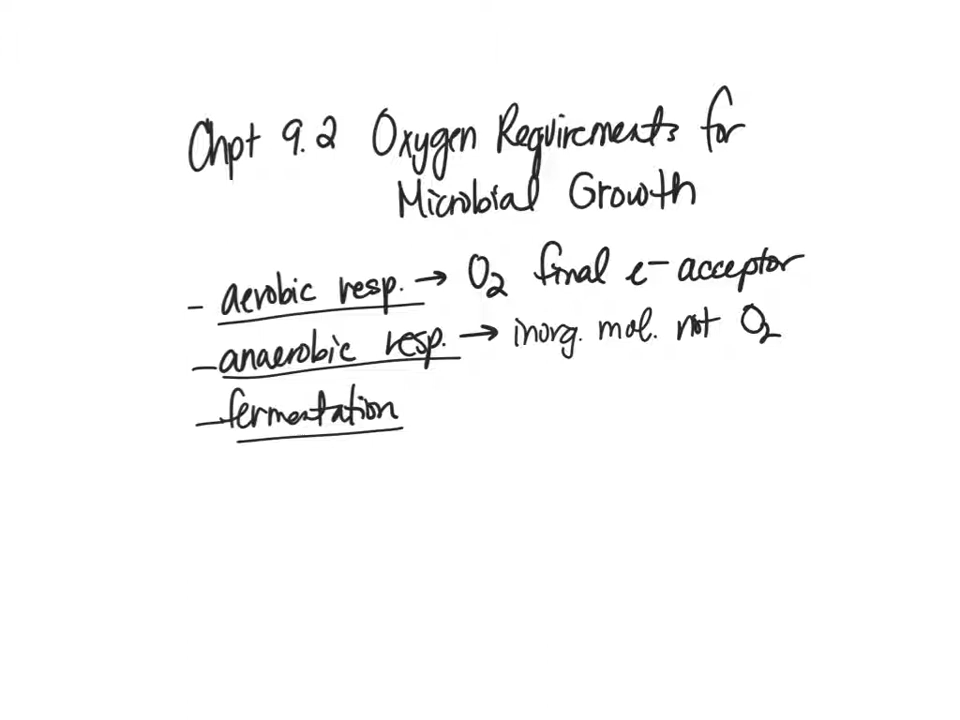 Chpt 9.2 Oxygen Requirements for
Microbial Growth
- aerobic resp. → O₂ final e⁻ acceptor
- anaerobic resp. → inorg. mol. not O₂
- fermentation